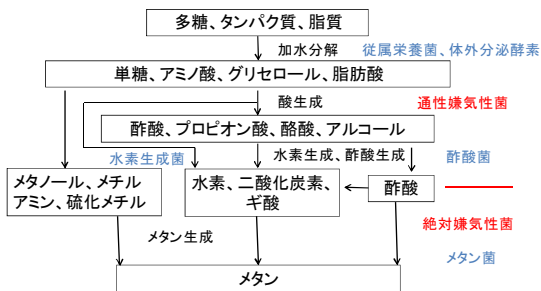 多糖、タンパク質、脂質
加水分解
従属栄養菌、体外分泌酵素
単糖、アミノ酸、グリセロール、脂肪酸
酸生成
通性嫌気性菌
酢酸、プロピオン酸、酪酸、アルコール
水素生成菌
水素生成、酢酸生成
酢酸菌
メタノール、メチル
アミン、硫化メチル
水素、二酸化炭素、
ギ酸
酢酸
絶対嫌気性菌
メタン生成
メタン菌
メタン